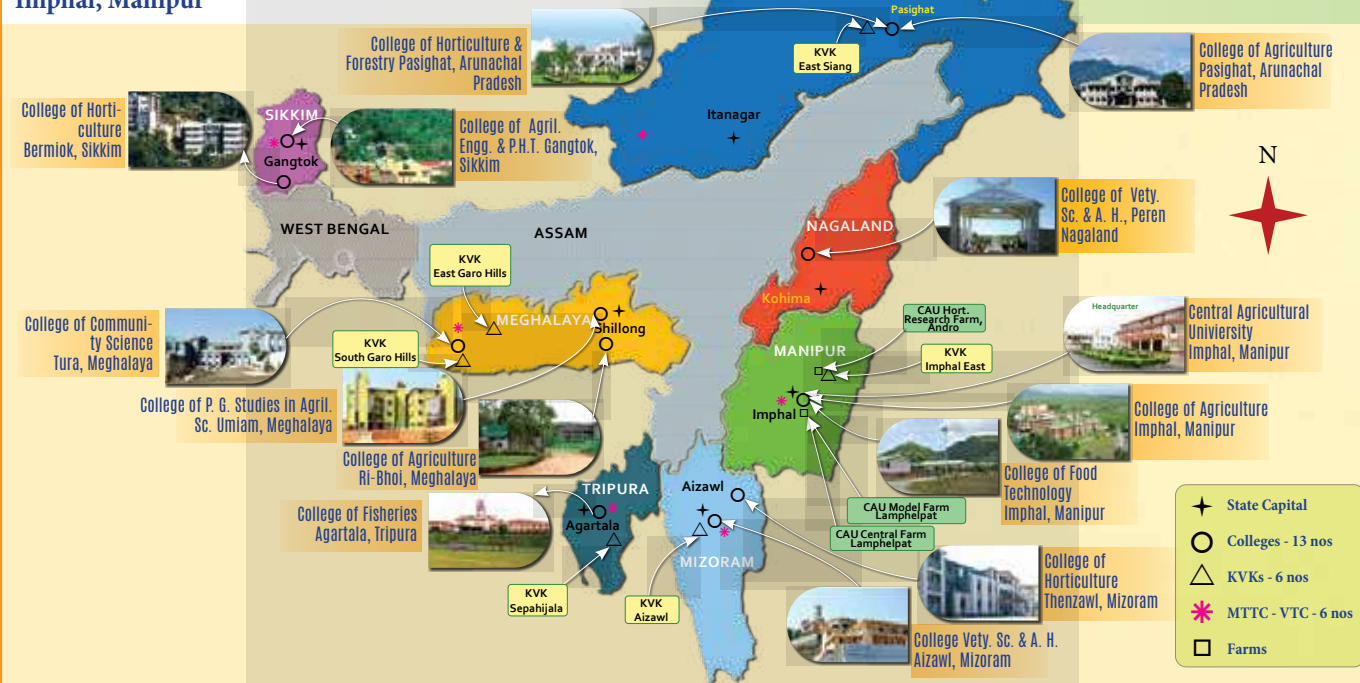 Imphal, Manipur
Pasighat
College of Horticulture &
Forestry Pasighat, Arunachal
Pradesh
KVK
East Siang
College of Agriculture
Pasighat, Arunachal
Pradesh
College of Horti-
culture
Bermiok, Sikkim
SIKKIM
Gangtok
College of Agril.
Engg. & P.H.T. Gangtok,
Sikkim
Itanagar
N
WEST BENGAL
ASSAM
NAGALAND
Kohima
College of Vety.
Sc. & A. H., Peren
Nagaland
KVK
East Garo Hills
MEGHALAYA
Shillong
College of Communi-
ty Science
Tura, Meghalaya
KVK
South Garo Hills
CAU Hort.
Research Farm,
Andro
KVK
Imphal East
Headquarter
Central Agricultural
Univiersity
Imphal, Manipur
MANIPUR
Imphal
College of P. G. Studies in Agril.
Sc. Umiam, Meghalaya
College of Agriculture
Imphal, Manipur
College of Agriculture
Ri-Bhoi, Meghalaya
College of Food
Technology
Imphal, Manipur
TRIPURA
Agartala
Aizawl
MIZORAM
College of Fisheries
Agartala, Tripura
CAU Model Farm
Lamphelpat
CAU Central Farm
Lamphelpat
KVK
Sepahijala
KVK
Aizawl
College of
Horticulture
Thenzawl, Mizoram
College Vety. Sc. & A. H.
Aizawl, Mizoram
State Capital
Colleges - 13 nos
KVKs - 6 nos
MTTC - VTC - 6 nos
Farms